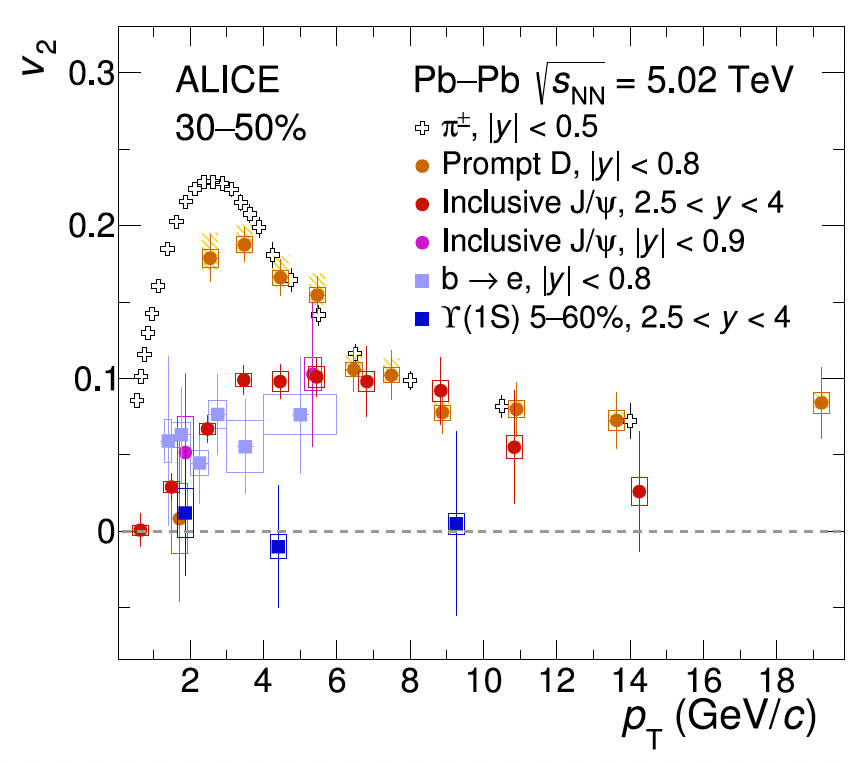 v₂
ALICE
30–50%
Pb–Pb √sNN = 5.02 TeV
π±, |y| < 0.5
Prompt D, |y| < 0.8
Inclusive J/ψ, 2.5 < y < 4
Inclusive J/ψ, |y| < 0.9
b → e, |y| < 0.8
ϒ(1S) 5–60%, 2.5 < y < 4
0.3
0.2
0.1
0
2 4 6 8 10 12 14 16 18
pT (GeV/c)